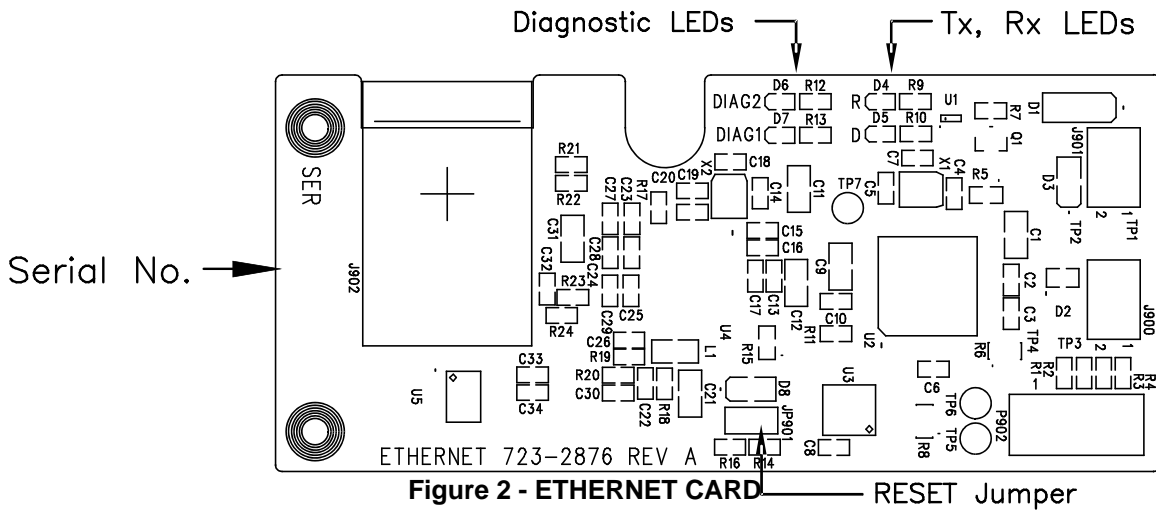 Diagnostic LEDs
Tx, Rx LEDs
D6 R12 D4 R9
DIAG2 R U1
D7 R13 D5 R10
DIAG1 D
R7 D1
Q1 J901
SER
R21
R22
R17 C20 C19 X2 C18
C27 C23
C14 C11
TP7 C5 C7 X1 C4 R5
D3
2 1
TP2 TP1
C31
C28 C24
C15
C16
C9
C1
Serial No.
J902
C32
R23
R24
C29 C25
C17 C13
C12
C10
R11
U2
C2
C3
D2
J900
2 1
C26
R19
L1
U4
R15
R6
TP4 TP3
R1 R2
1
R3 R4
C33
C34
U5
R20
C30
C22 R18
C21
D8
JP901
U3
C6
TP6
TP5
P902
R16 R14
C8
R8
ETHERNET 723-2876 REV A
Figure 2 - ETHERNET CARD
RESET Jumper